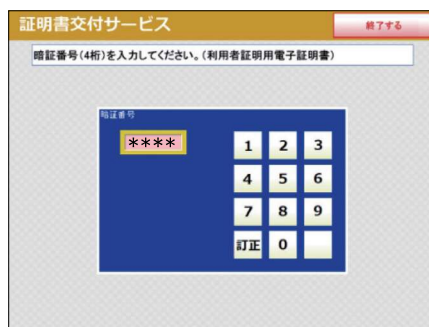 証明書交付サービス
終了する
暗証番号(4桁)を入力してください。(利用者証明用電子証明書)
暗証番号
****
1 2 3
4 5 6
7 8 9
訂正 0